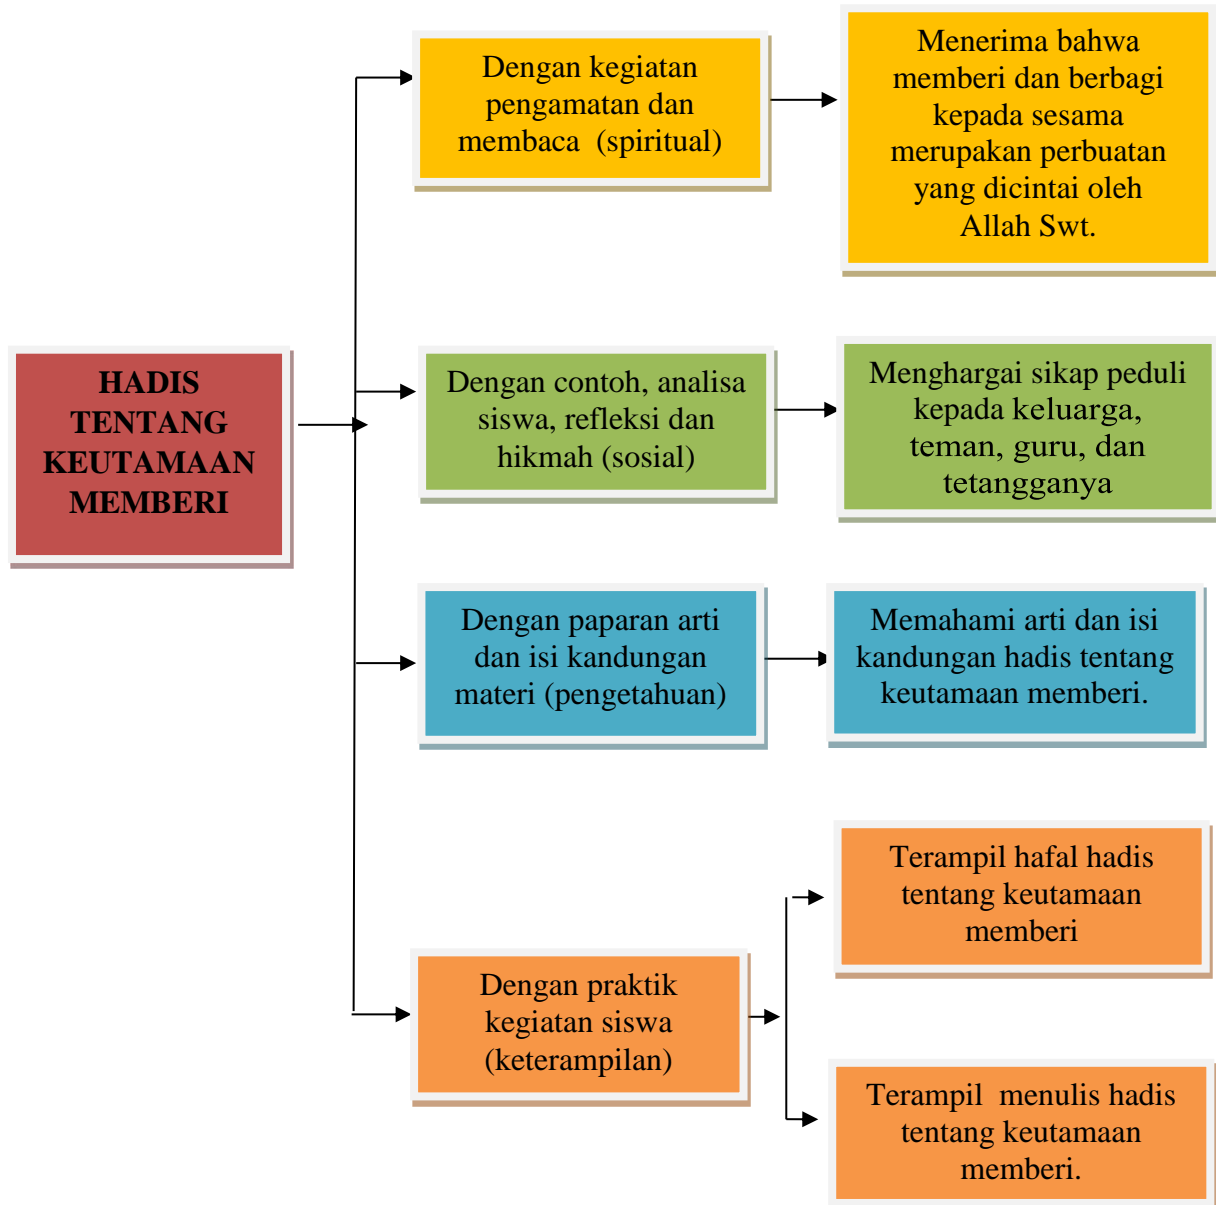 HADIS
TENTANG
KEUTAMAAN
MEMBERI
Dengan kegiatan
pengamatan dan
membaca (spiritual)
Menerima bahwa
memberi dan berbagi
kepada sesama
merupakan perbuatan
yang dicintai oleh
Allah Swt.
Dengan contoh, analisa
siswa, refleksi dan
hikmah (sosial)
Menghargai sikap peduli
kepada keluarga,
teman, guru, dan
tetangganya
Dengan paparan arti
dan isi kandungan
materi (pengetahuan)
Memahami arti dan isi
kandungan hadis tentang
keutamaan memberi.
Dengan praktik
kegiatan siswa
(keterampilan)
Terampil hafal hadis
tentang keutamaan
memberi
Terampil menulis hadis
tentang keutamaan
memberi.